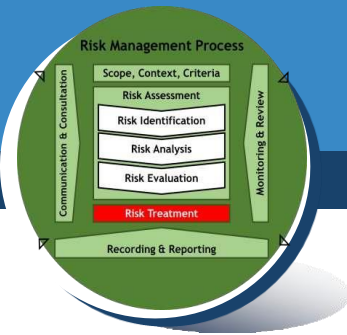 Risk Management Process
Scope, Context, Criteria
Risk Assessment
Risk Identification
Risk Analysis
Risk Evaluation
Risk Treatment
Communication & Consultation
Monitoring & Review
Recording & Reporting